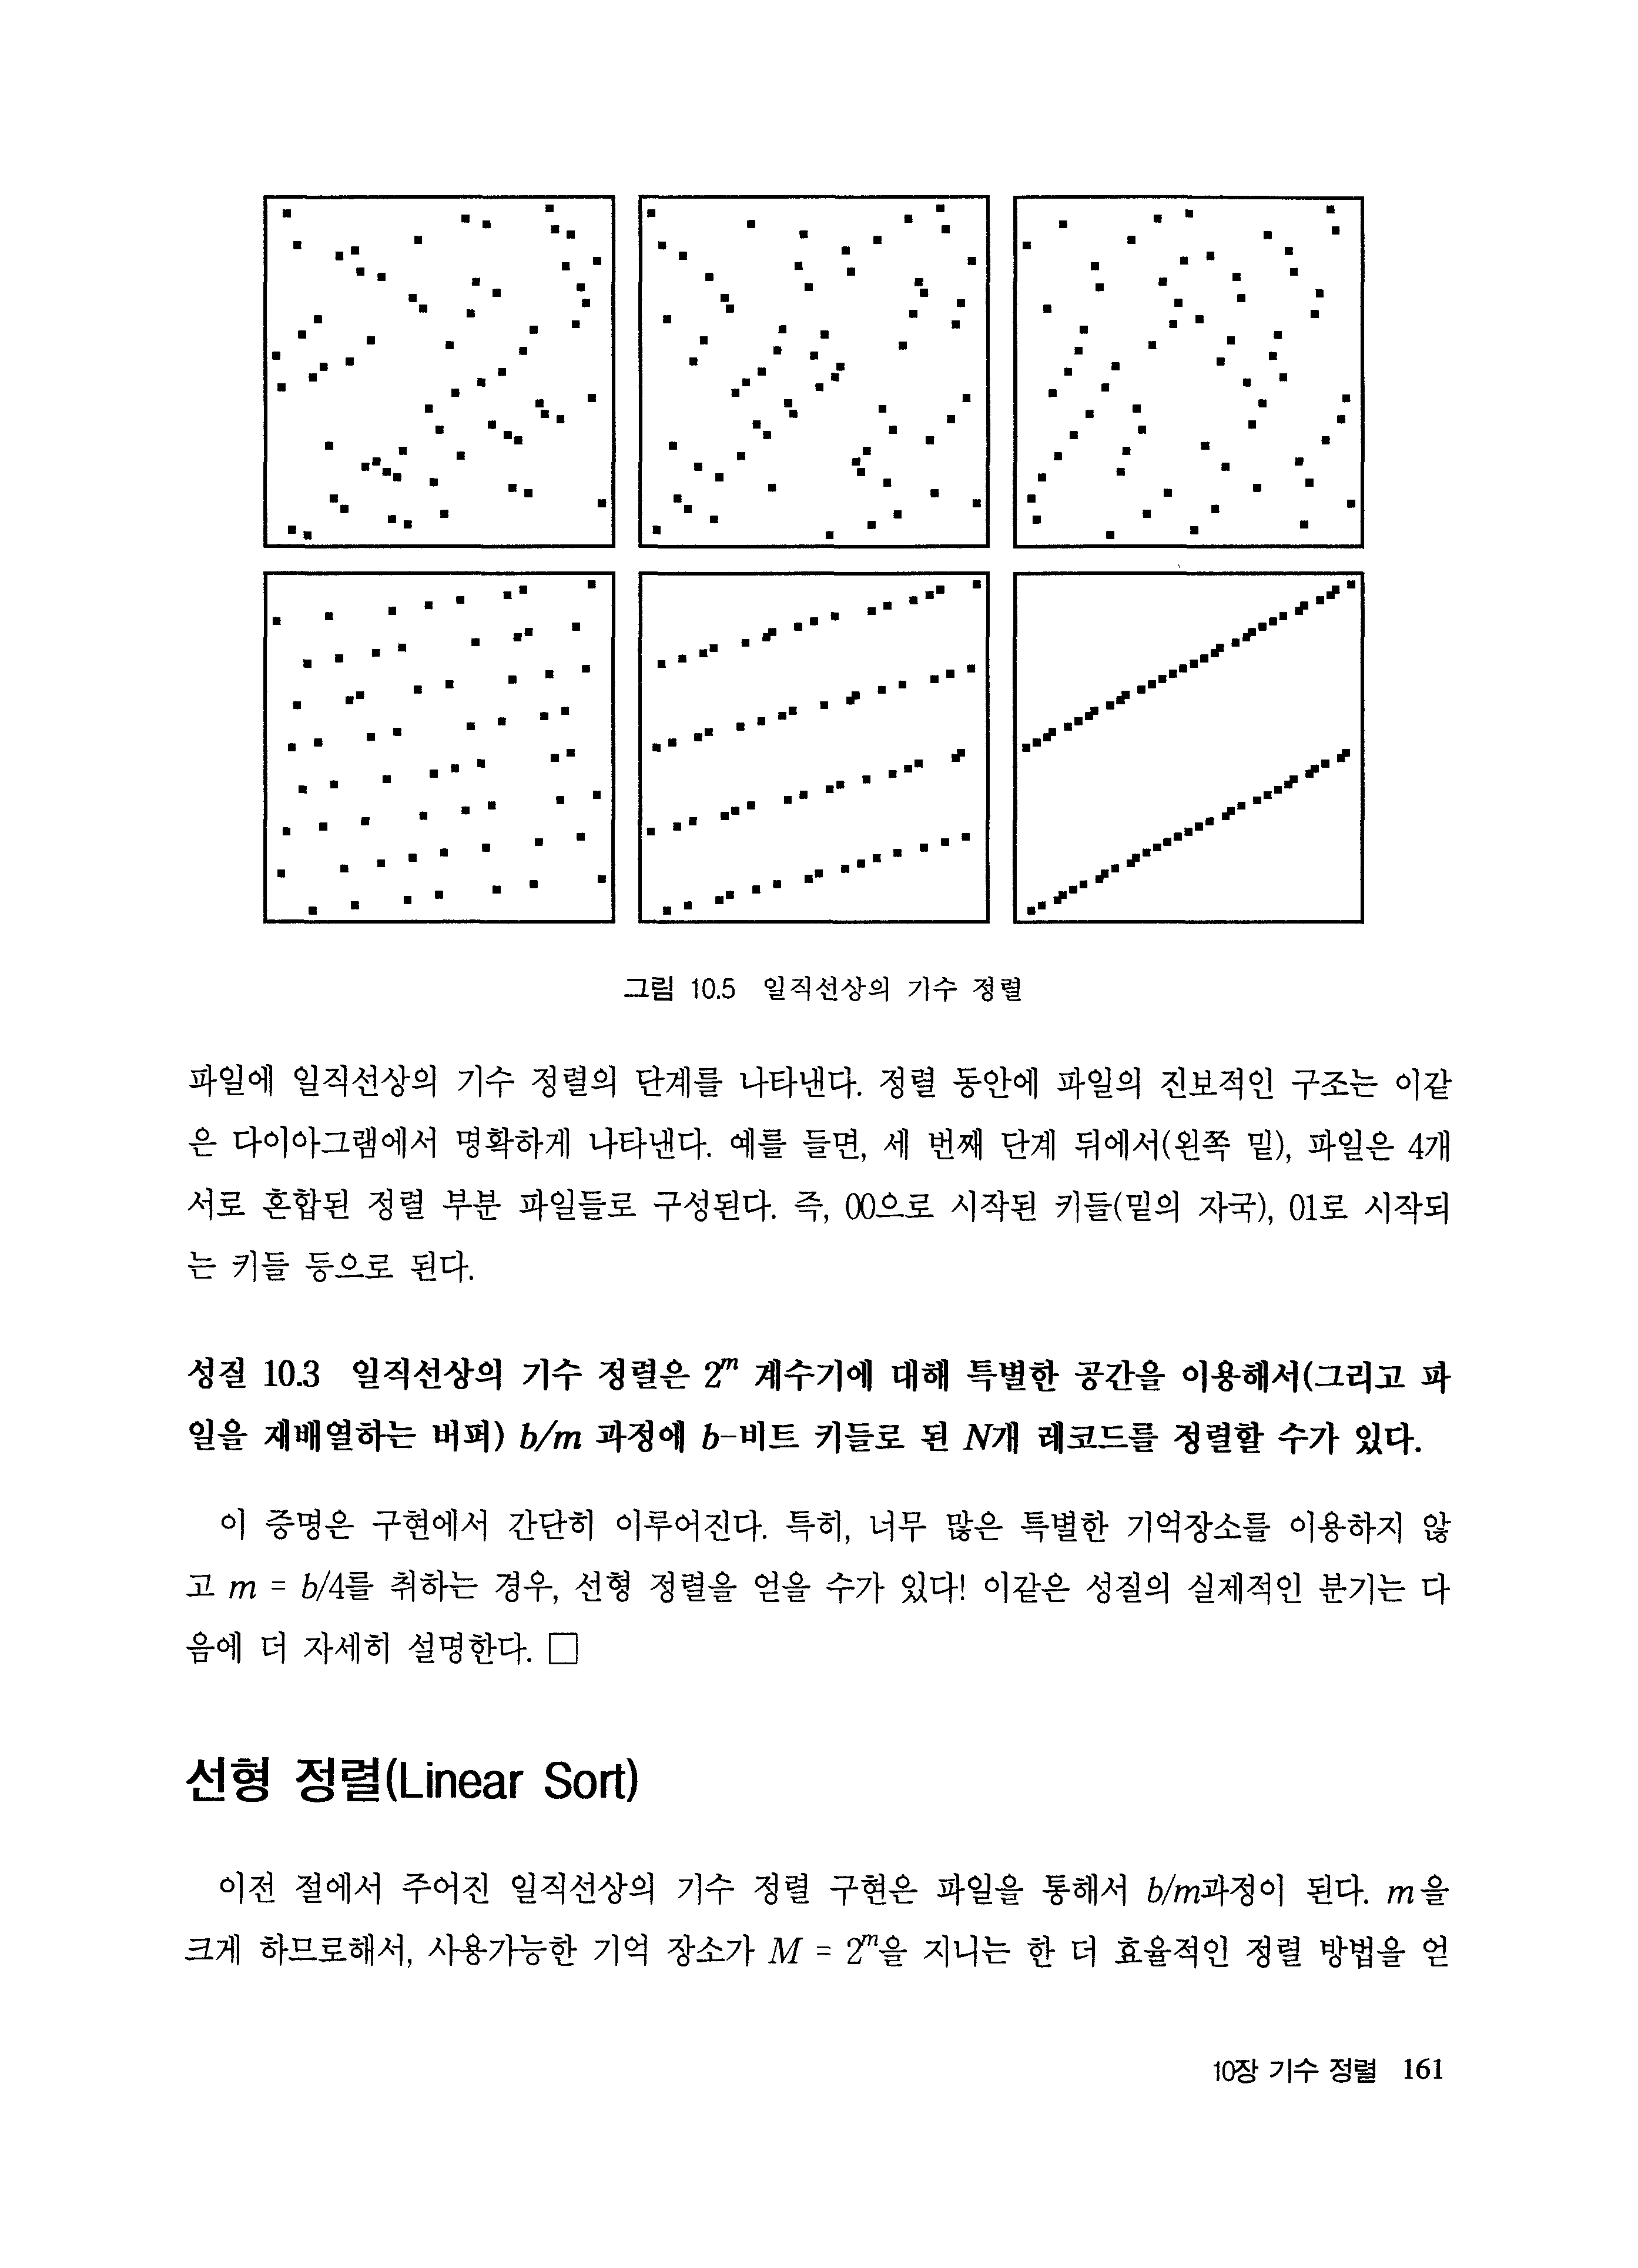 그림 10.5 일직선상의 기수 정렬
파일에 일직선상의 기수 정렬의 단계를 나타낸다. 정렬 동안에 파일의 진보적인 구조는 이같
은 다이아그램에서 명확하게 나타낸다. 예를 들면, 세 번째 단계 뒤에서(왼쪽 밑), 파일은 4개
서로 혼합된 정렬 부분 파일들로 구성된다. 즉, 00으로 시작된 키들(밑의 자국), 01로 시작되
는 키들 등으로 된다.
성질 10.3 일직선상의 기수 정렬은 2^m 계수기에 대해 특별한 공간을 이용해서(그리고 파
일을 재배열하는 버퍼) b/m 과정에 b-비트 키들로 된 N개 레코드를 정렬할 수가 있다.
이 증명은 구현에서 간단히 이루어진다. 특히, 너무 많은 특별한 기억장소를 이용하지 않
고 m = b/4를 취하는 경우, 선형 정렬을 얻을 수가 있다! 이같은 성질의 실제적인 분기는 다
음에 더 자세히 설명한다. □
선형 정렬(Linear Sort)
이전 절에서 주어진 일직선상의 기수 정렬 구현은 파일을 통해서 b/m과정이 된다. m을
크게 하므로해서, 사용가능한 기억 장소가 M = 2^m을 지니는 한 더 효율적인 정렬 방법을 얻
10장 기수 정렬 161